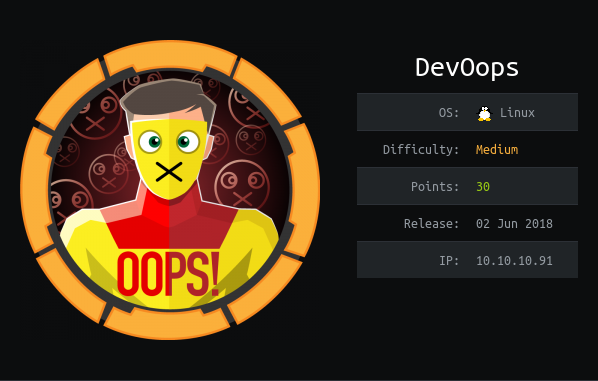 DevOops
OS: Linux
Difficulty: Medium
Points: 30
Release: 02 Jun 2018
IP: 10.10.10.91
OOPS!